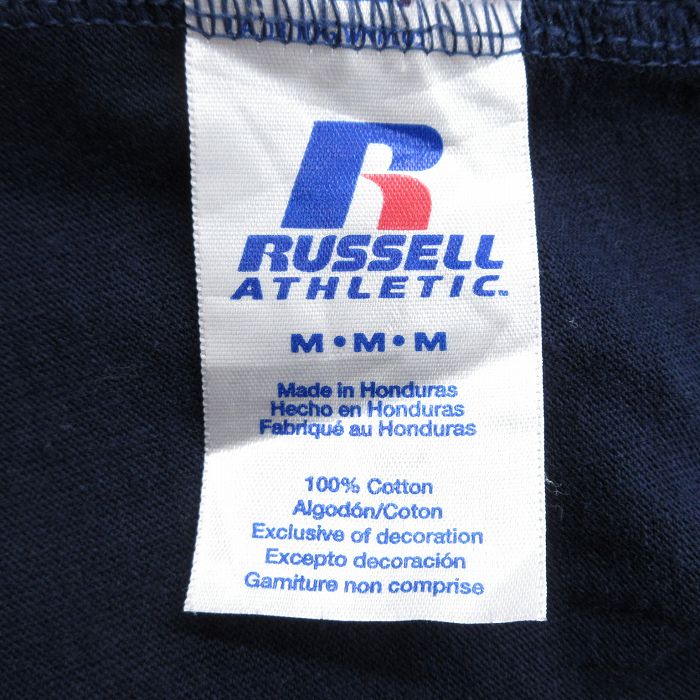 RUSSELL
ATHLETIC™
M • M • M
Made in Honduras
Hecho en Honduras
Fabriqué au Honduras
100% Cotton
Algodón/Coton
Exclusive of decoration
Excepto decoración
Garniture non comprise